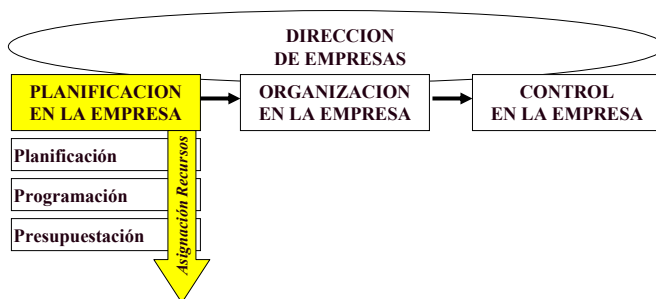 DIRECCION
DE EMPRESAS
PLANIFICACION
EN LA EMPRESA
ORGANIZACION
EN LA EMPRESA
CONTROL
EN LA EMPRESA
Planificación
Programación
Presupuestación
Asignación Recursos